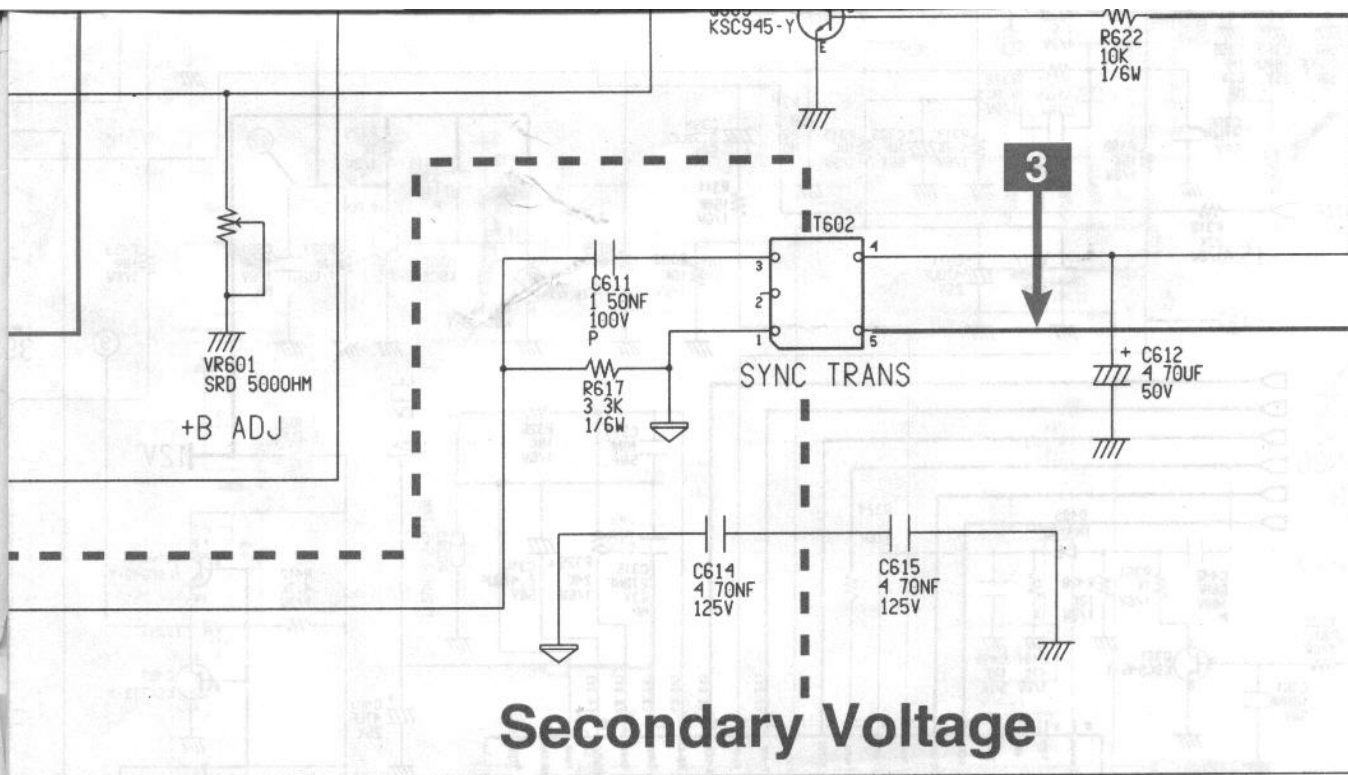 KSC945-Y
E
R622
10K
1/6W
3
T602
3
4
2
1
5
C611
1 50NF
100V
P
VR601
SRD 5000HM
+B ADJ
R617
3 3K
1/6W
SYNC TRANS
+
C612
4 70UF
50V
C614
4 70NF
125V
C615
4 70NF
125V
Secondary Voltage